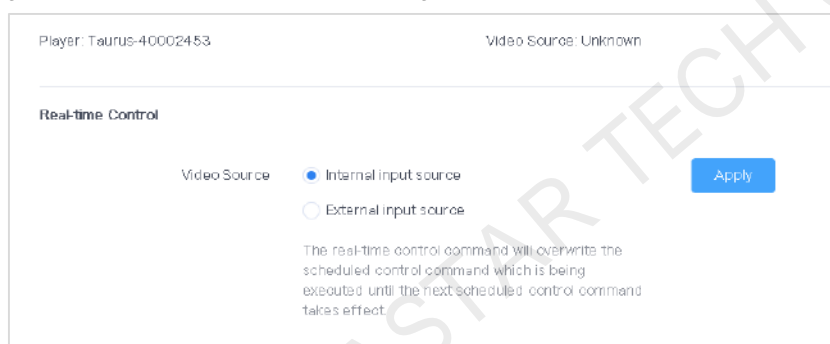 Player: Taurus-40002453 Video Source: Unknown
Real-time Control
Video Source Internal input source Apply
External input source
The real-time control command will overwrite the
scheduled control command which is being
executed until the next scheduled control command
takes effect.
ASTAR TECH